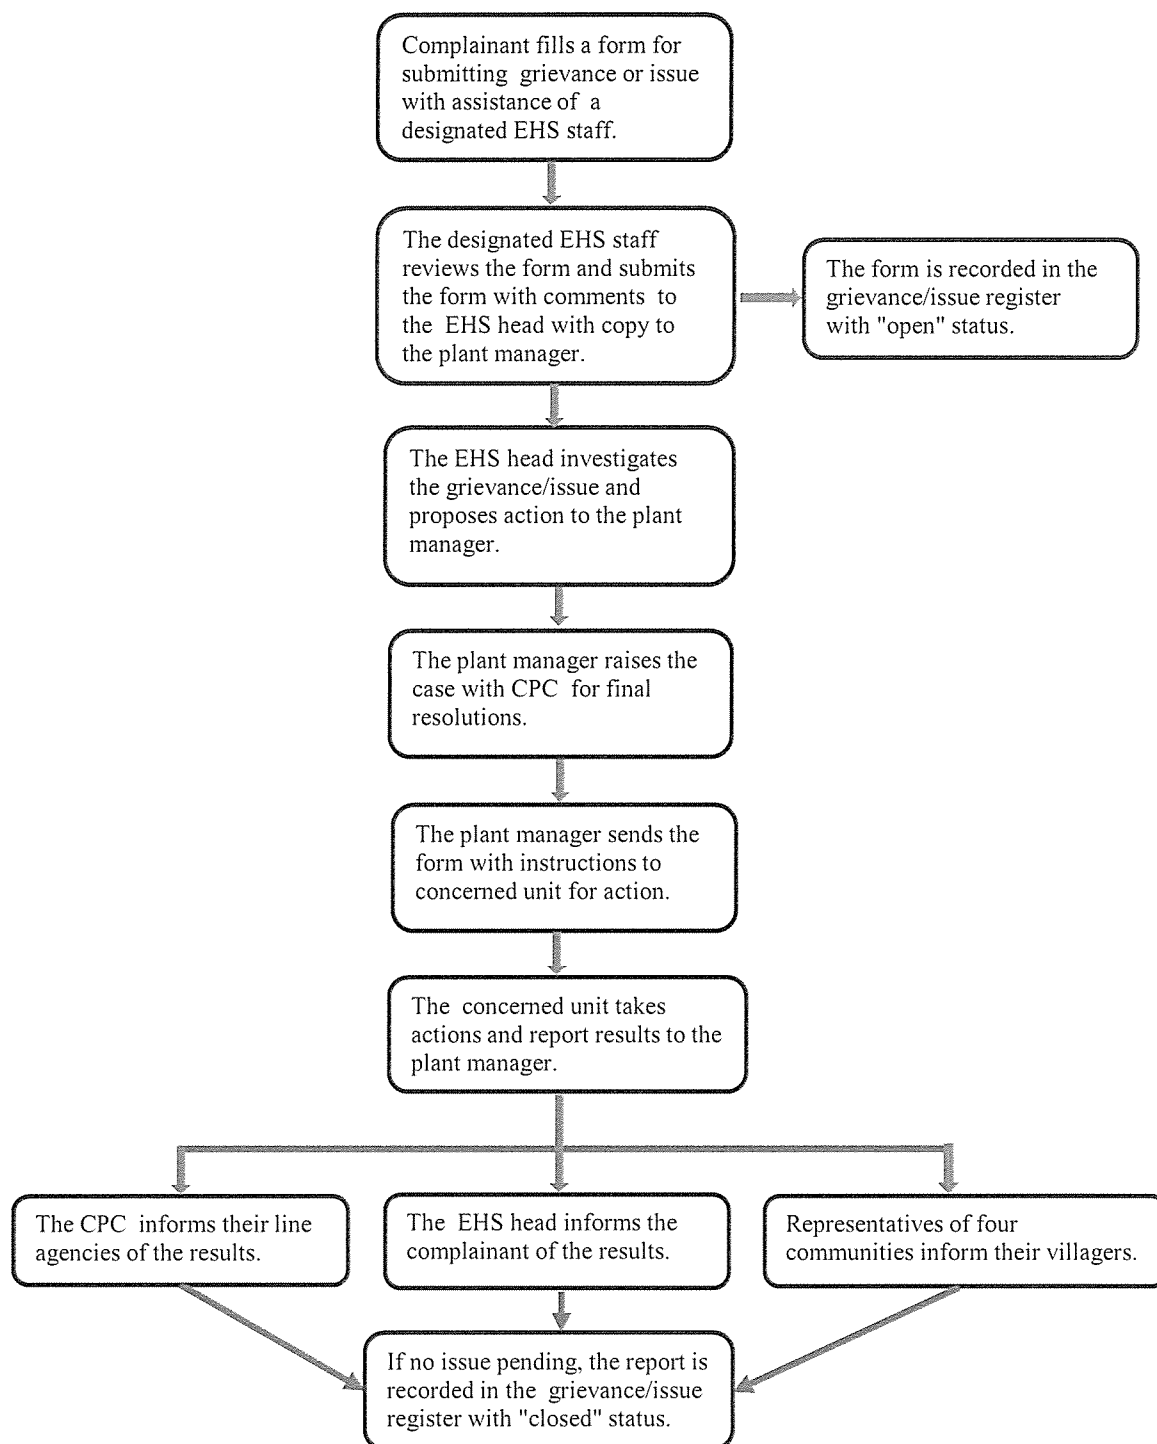 Complainant fills a form for
submitting grievance or issue
with assistance of a
designated EHS staff.
The designated EHS staff
reviews the form and submits
the form with comments to
the EHS head with copy to
the plant manager.
The form is recorded in the
grievance/issue register
with "open" status.
The EHS head investigates
the grievance/issue and
proposes action to the plant
manager.
The plant manager raises the
case with CPC for final
resolutions.
The plant manager sends the
form with instructions to
concerned unit for action.
The concerned unit takes
actions and report results to the
plant manager.
The CPC informs their line
agencies of the results.
The EHS head informs the
complainant of the results.
Representatives of four
communities inform their villagers.
If no issue pending, the report is
recorded in the grievance/issue
register with "closed" status.